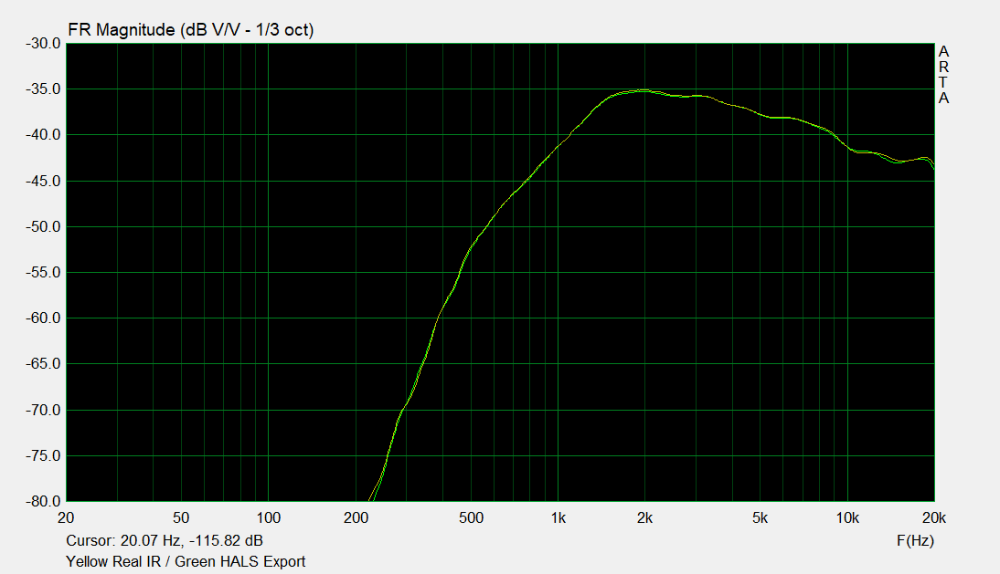 FR Magnitude (dB V/V - 1/3 oct)
-30.0
-35.0
-40.0
-45.0
-50.0
-55.0
-60.0
-65.0
-70.0
-75.0
-80.0
A
R
T
A
20 50 100 200 500 1k 2k 5k 10k 20k
Cursor: 20.07 Hz, -115.82 dB F(Hz)
Yellow Real IR / Green HALS Export